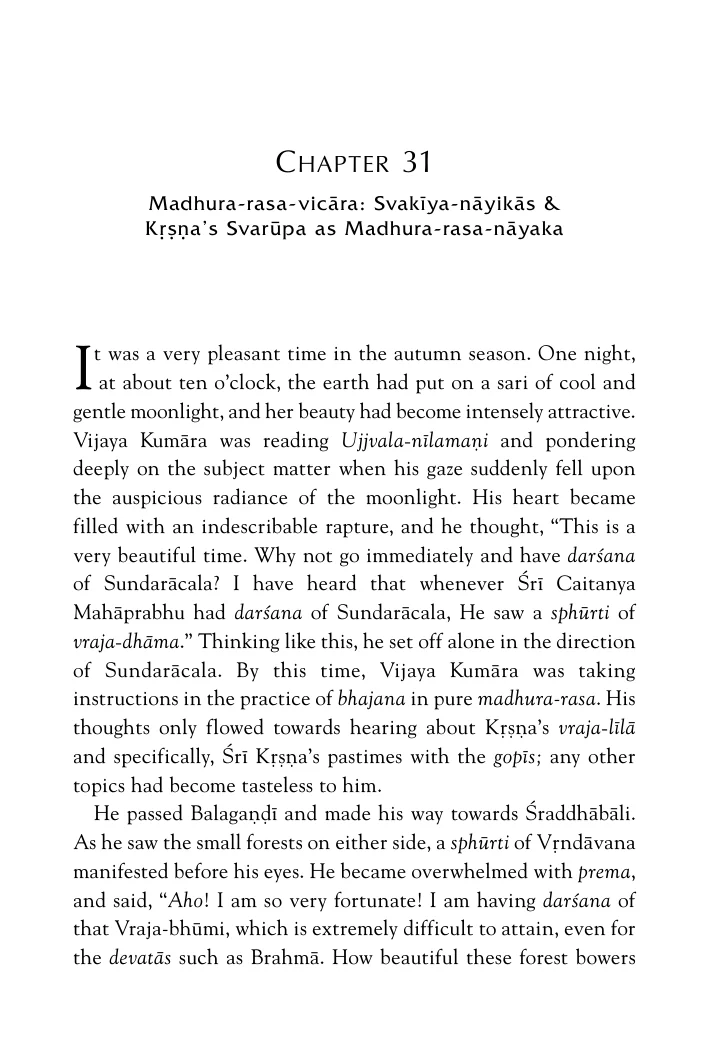 CHAPTER 31
Madhura-rasa-vicāra: Svakīya-nāyikās &
Kṛṣṇa's Svarūpa as Madhura-rasa-nāyaka
It was a very pleasant time in the autumn season. One night,
at about ten o'clock, the earth had put on a sari of cool and
gentle moonlight, and her beauty had become intensely attractive.
Vijaya Kumāra was reading Ujjvala-nīlamaṇi and pondering
deeply on the subject matter when his gaze suddenly fell upon
the auspicious radiance of the moonlight. His heart became
filled with an indescribable rapture, and he thought, “This is a
very beautiful time. Why not go immediately and have darśana
of Sundarācala? I have heard that whenever Śrī Caitanya
Mahāprabhu had darśana of Sundarācala, He saw a sphūrti of
vraja-dhāma.” Thinking like this, he set off alone in the direction
of Sundarācala. By this time, Vijaya Kumāra was taking
instructions in the practice of bhajana in pure madhura-rasa. His
thoughts only flowed towards hearing about Kṛṣṇa's vraja-līlā
and specifically, Śrī Kṛṣṇa's pastimes with the gopīs; any other
topics had become tasteless to him.
He passed Balagaṇḍī and made his way towards Śraddhābāli.
As he saw the small forests on either side, a sphūrti of Vṛndāvana
manifested before his eyes. He became overwhelmed with prema,
and said, “Aho! I am so very fortunate! I am having darśana of
that Vraja-bhūmi, which is extremely difficult to attain, even for
the devatās such as Brahmā. How beautiful these forest bowers